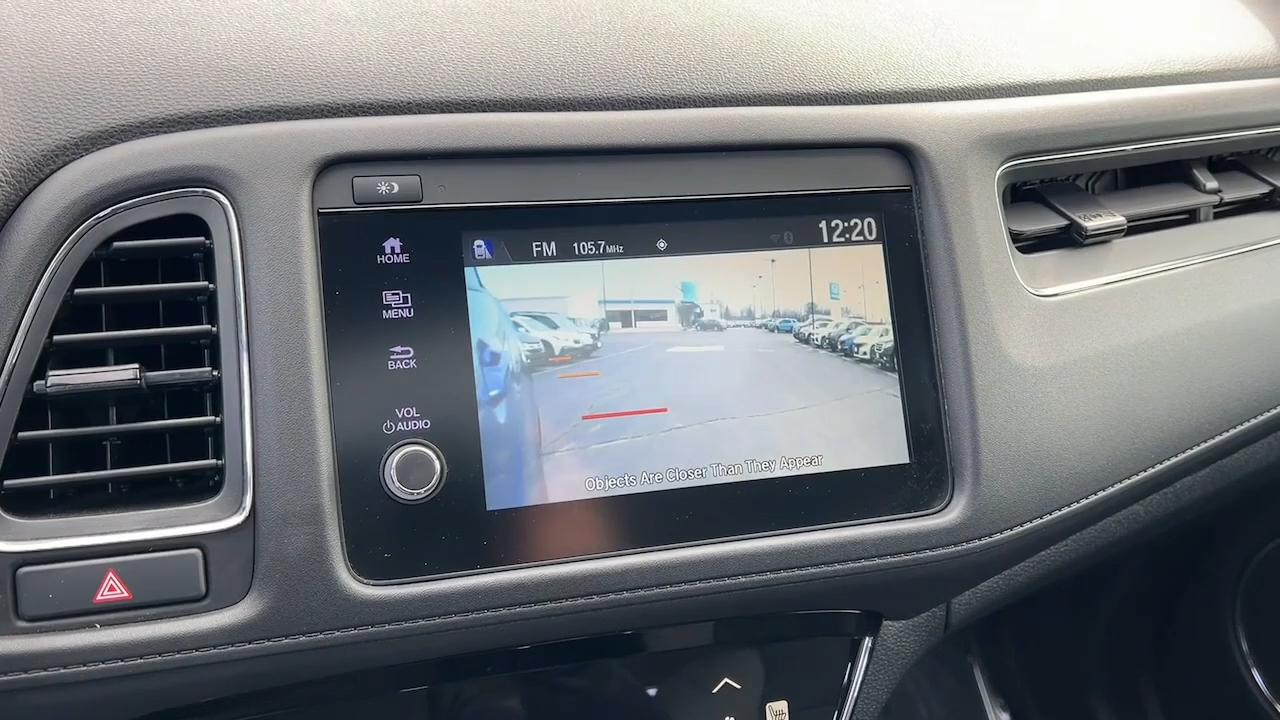 HOME
MENU
BACK
VOL
AUDIO
FM 105.7MHz
12:20
Objects Are Closer Than They Appear